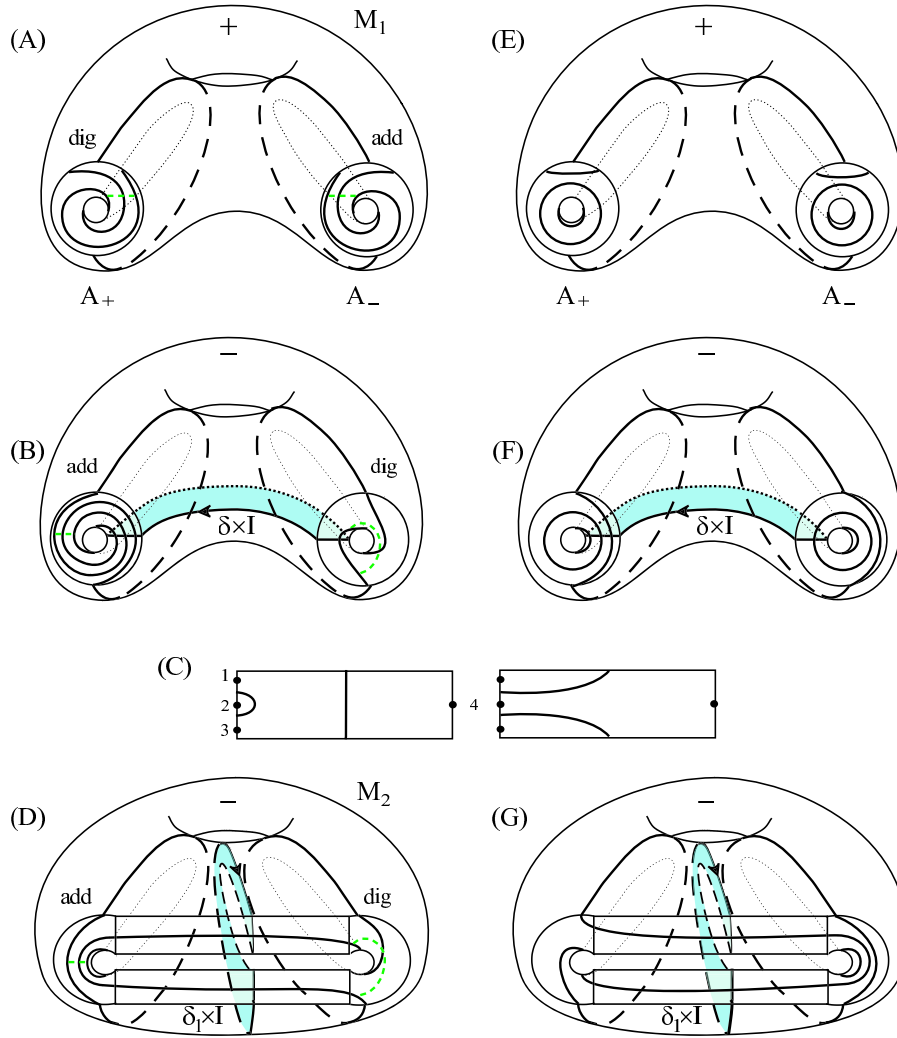 (A) + M₁ (E) +
dig add
A₊ A₋ A₊ A₋
(B) − (F) −
add dig
δ×I δ×I
(C) 1 2 3 4
(D) − M₂ (G) −
add dig
δ₁×I δ₁×I